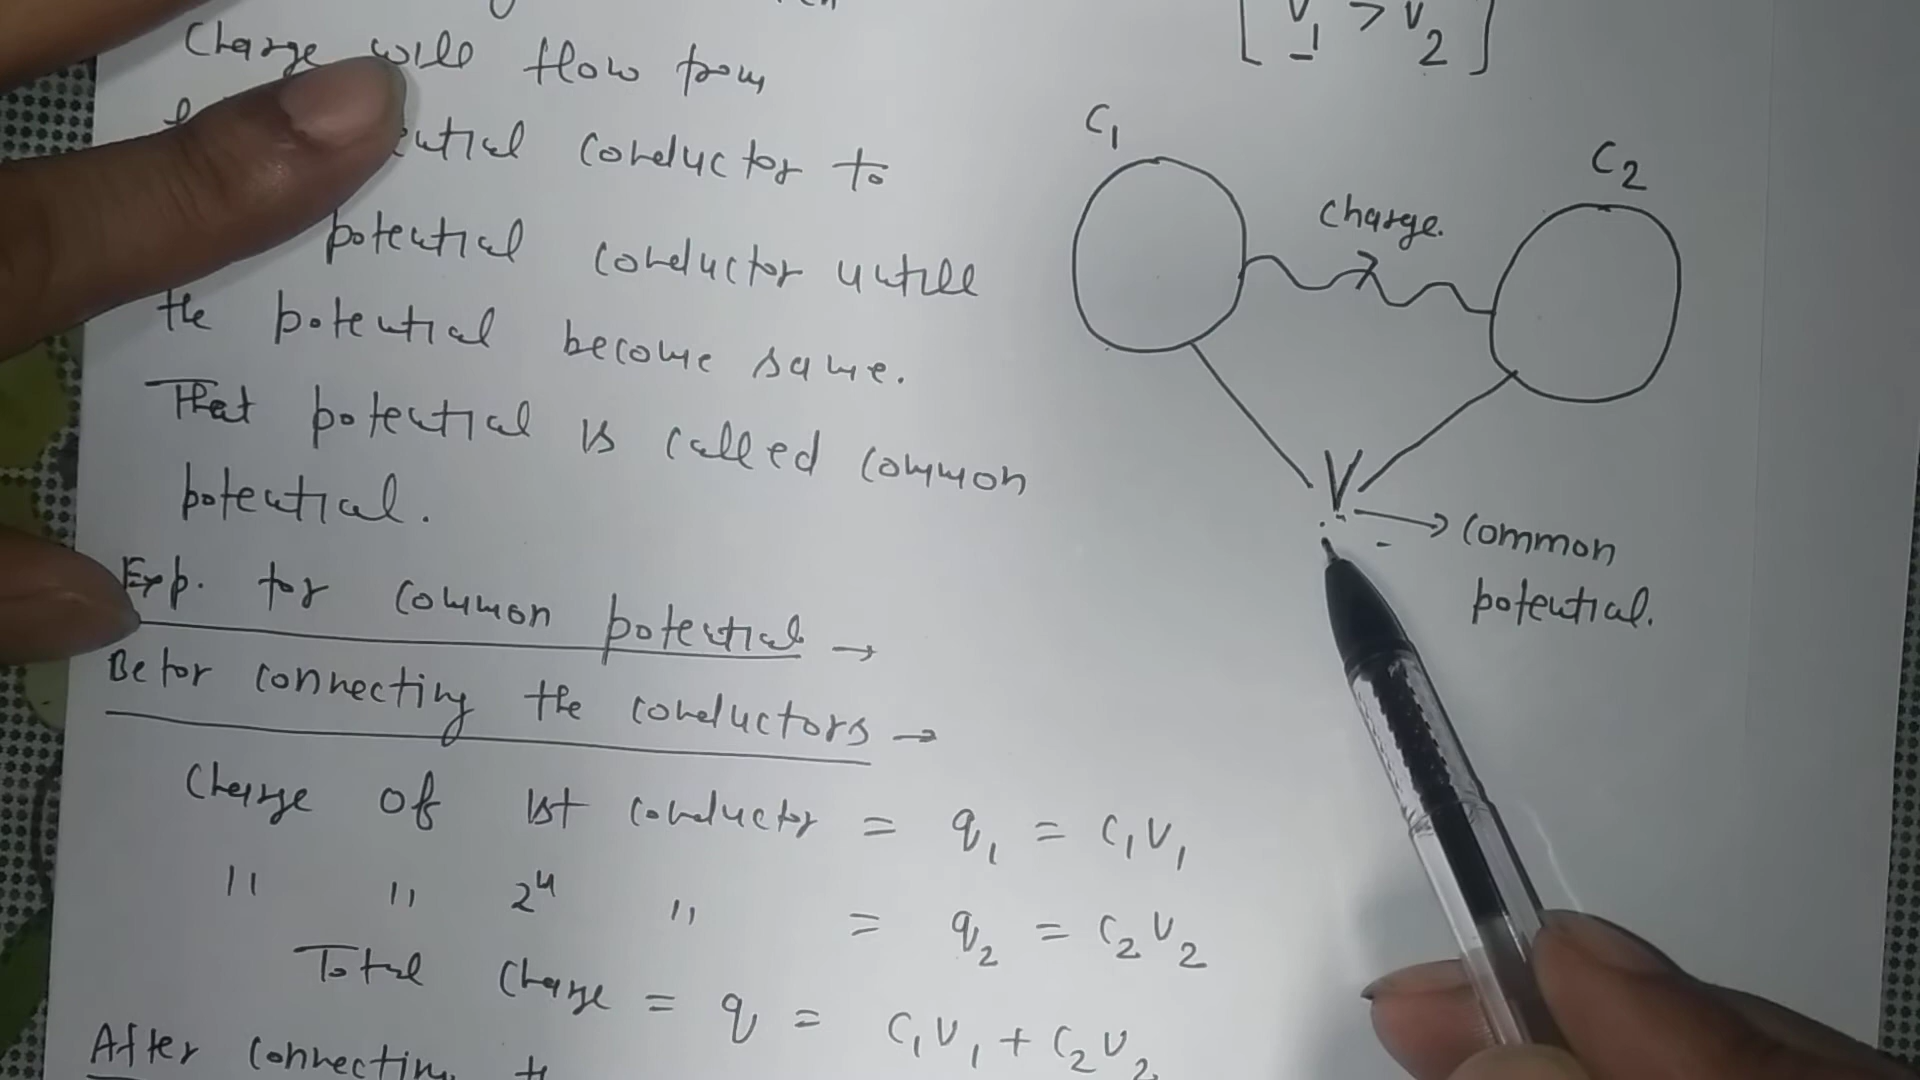 Charge will flow from
conductor to
potential conductor untill
the potential become same.
That potential is called common
potential.
Exp. for common potential →
Befor connecting the conductors →
Charge of 1st conductor = q1 = C1V1
" " 2n " = q2 = C2V2
Total charge = q = C1V1 + C2V2
After connecting
[V1 > V2]
C1
C2
charge.
V
→ common
potential.